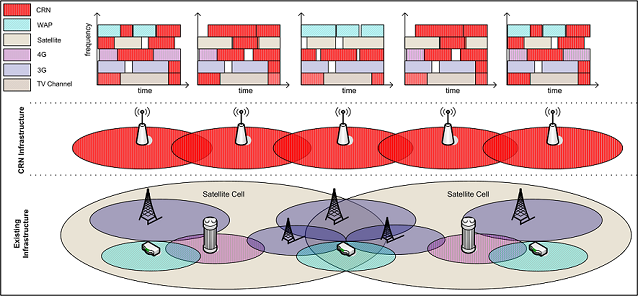 CRN
WAP
Satellite
4G
3G
TV Channel
frequency
time
time
time
time
time
CRN Infrastructure
Existing
Infrastructure
Satellite Cell
Satellite Cell